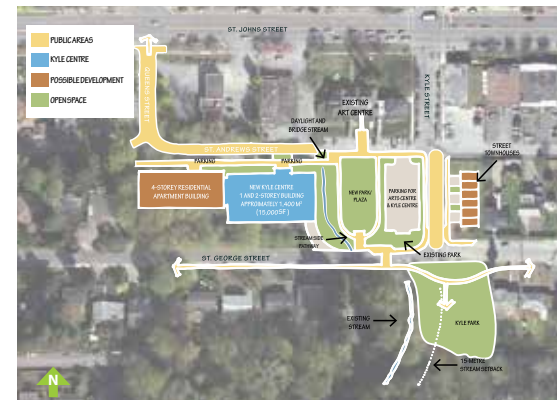 ST. JOHNS STREET
PUBLIC AREAS
KYLE CENTRE
POSSIBLE DEVELOPMENT
OPEN SPACE
QUEENS STREET
KYLE STREET
EXISTING
ART CENTRE
DAYLIGHT AND
BRIDGE STREAM
ST. ANDREWS STREET
STREET
TOWNHOUSES
PARKING
PARKING
4-STOREY RESIDENTIAL
APARTMENT BUILDING
NEW KYLE CENTRE
1 AND 2-STOREY BUILDING
APPROXIMATELY 1,400 M²
(15,000 SF)
NEW PARK/
PLAZA
PARKING FOR
ARTS CENTRE
& KYLE CENTRE
STREAM SIDE
PATHWAY
EXISTING PARK
ST. GEORGE STREET
EXISTING
STREAM
KYLE PARK
15 METRE
STREAM SETBACK
N